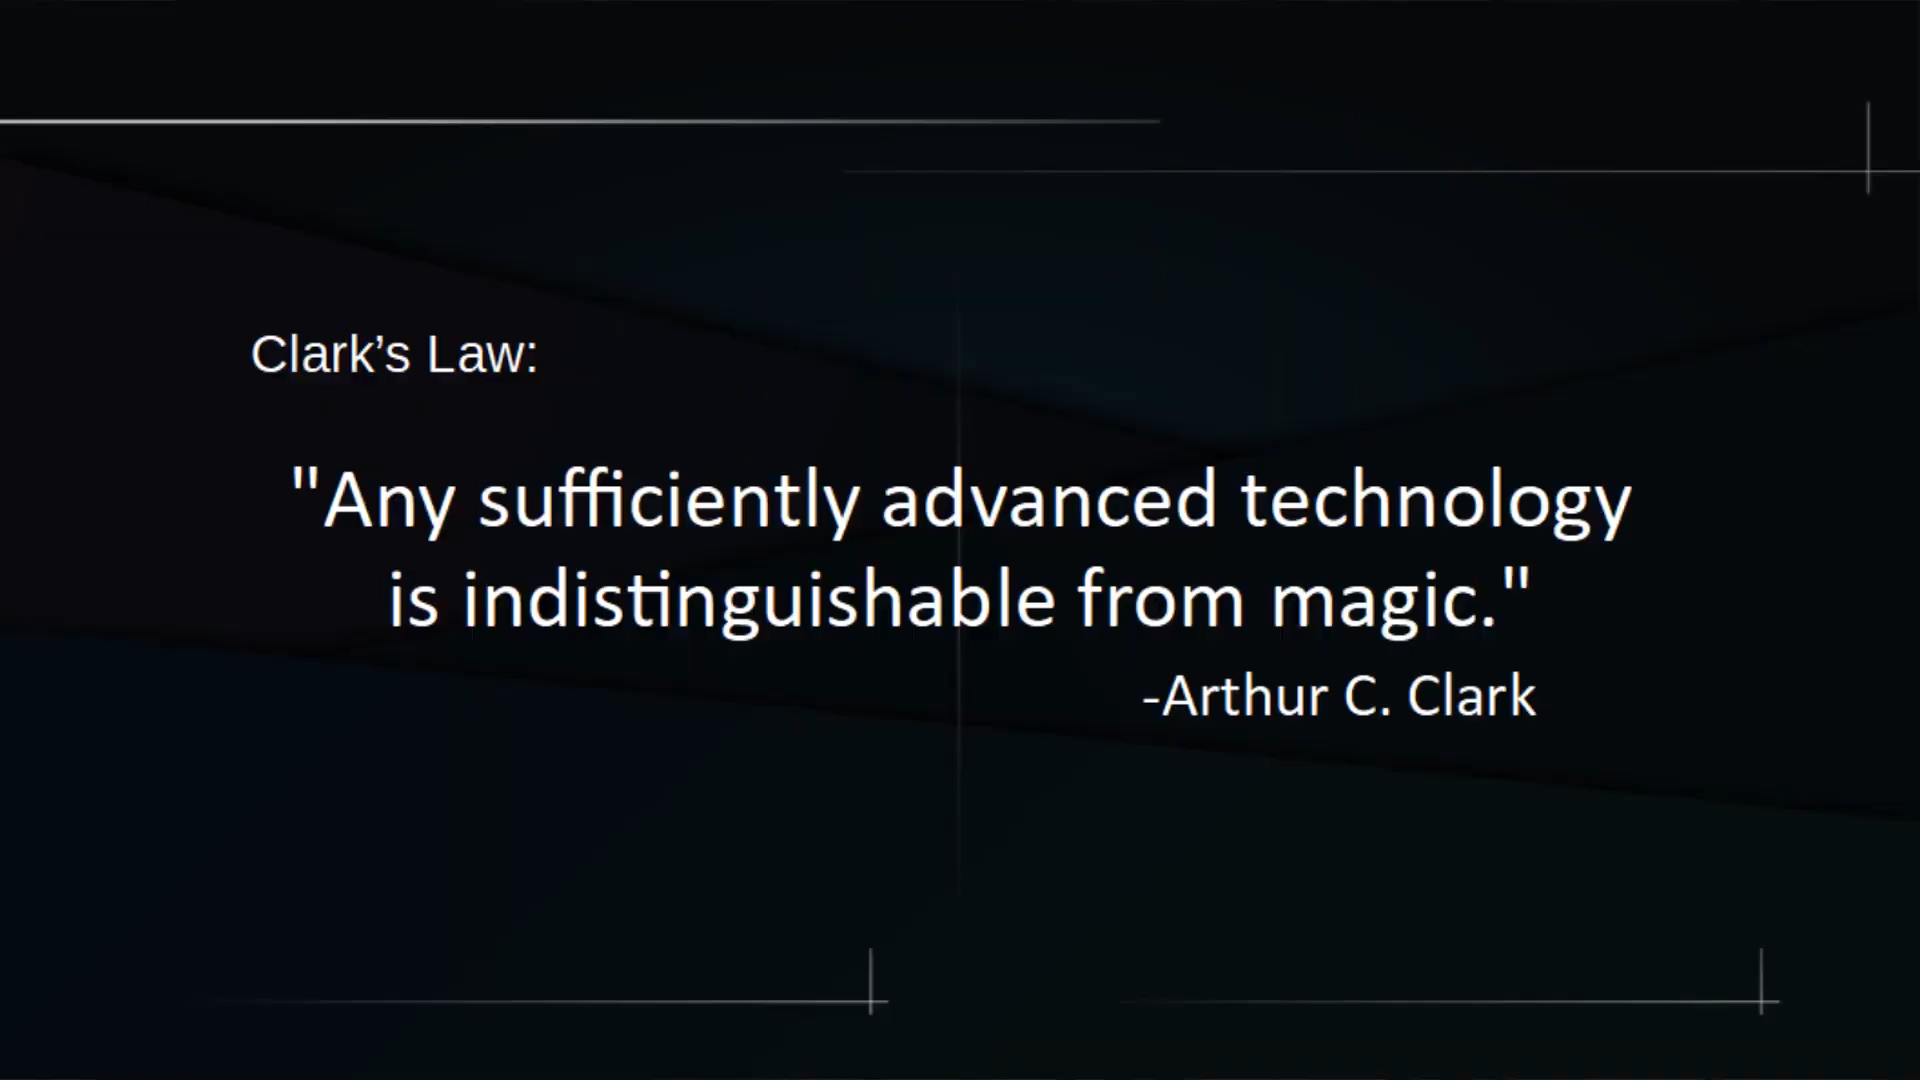 Clark’s Law:
"Any sufficiently advanced technology
is indistinguishable from magic."
-Arthur C. Clark